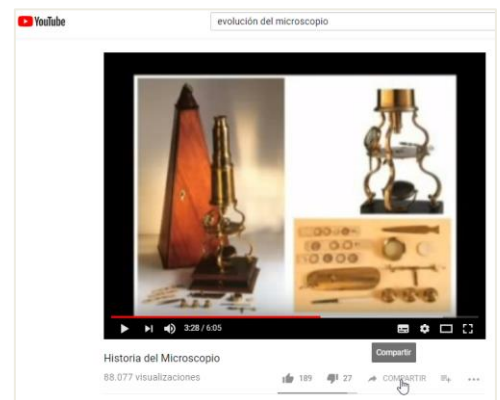 YouTube
evolución del microscopio
3:28 / 6:05
Compartir
Historia del Microscopio
88.077 visualizaciones
189 27 COMPARTIR